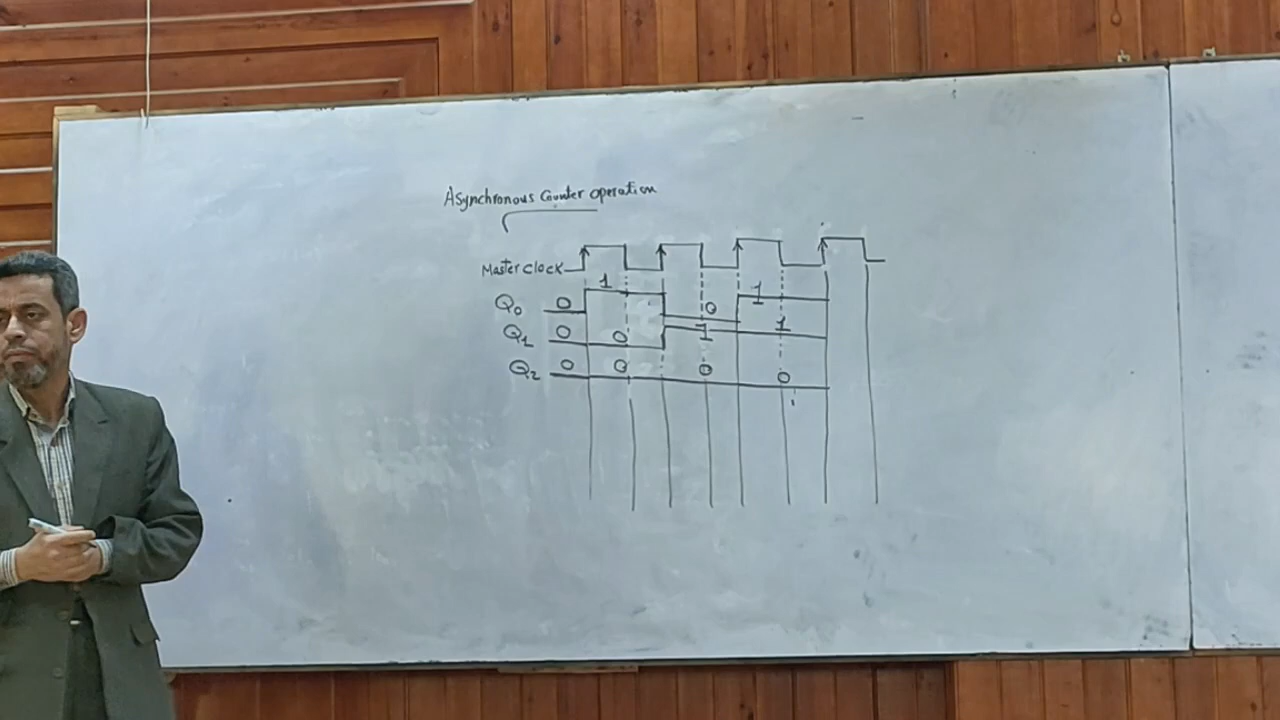 Asynchronous Counter operation
Master clock
Q0 0 1 0 1
Q1 0 0 1 1
Q2 0 0 0 0